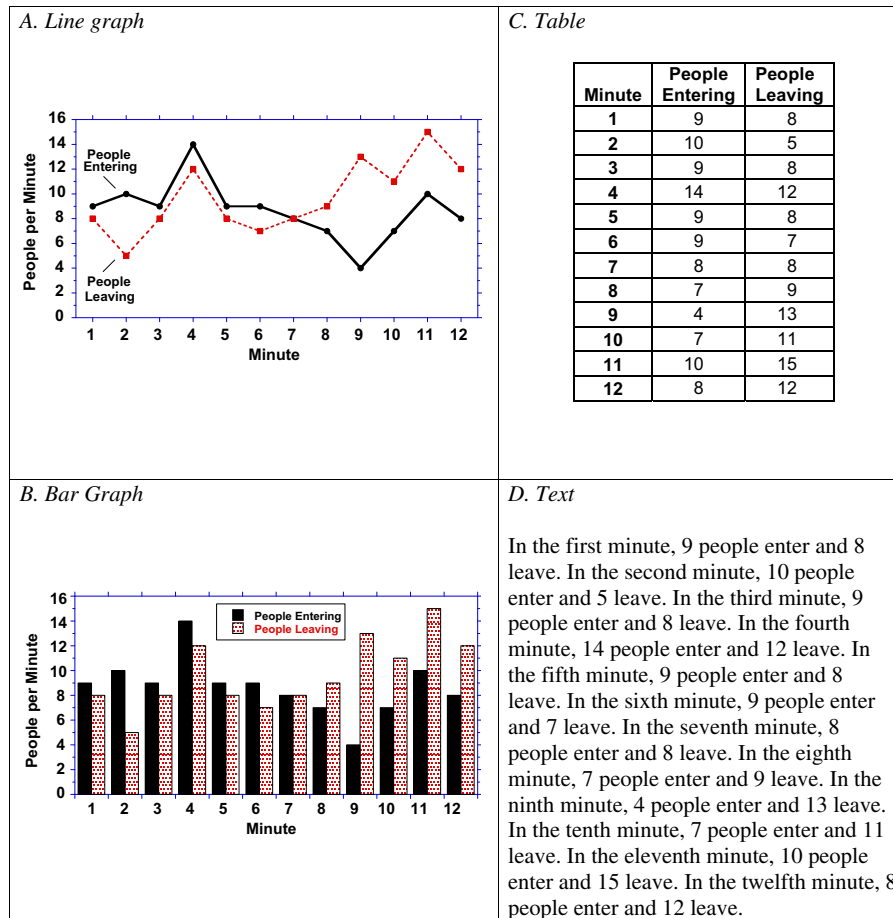 A. Line graph
16
14
12
10
8
6
4
2
0
People per Minute
People
Entering
People
Leaving
1 2 3 4 5 6 7 8 9 10 11 12
Minute
C. Table
Minute People Entering People Leaving
1 9 8
2 10 5
3 9 8
4 14 12
5 9 8
6 9 7
7 8 8
8 7 9
9 4 13
10 7 11
11 10 15
12 8 12
B. Bar Graph
16
14
12
10
8
6
4
2
0
People per Minute
People Entering
People Leaving
1 2 3 4 5 6 7 8 9 10 11 12
Minute
D. Text
In the first minute, 9 people enter and 8
leave. In the second minute, 10 people
enter and 5 leave. In the third minute, 9
people enter and 8 leave. In the fourth
minute, 14 people enter and 12 leave. In
the fifth minute, 9 people enter and 8
leave. In the sixth minute, 9 people enter
and 7 leave. In the seventh minute, 8
people enter and 8 leave. In the eighth
minute, 7 people enter and 9 leave. In the
ninth minute, 4 people enter and 13 leave.
In the tenth minute, 7 people enter and 11
leave. In the eleventh minute, 10 people
enter and 15 leave. In the twelfth minute, 8
people enter and 12 leave.